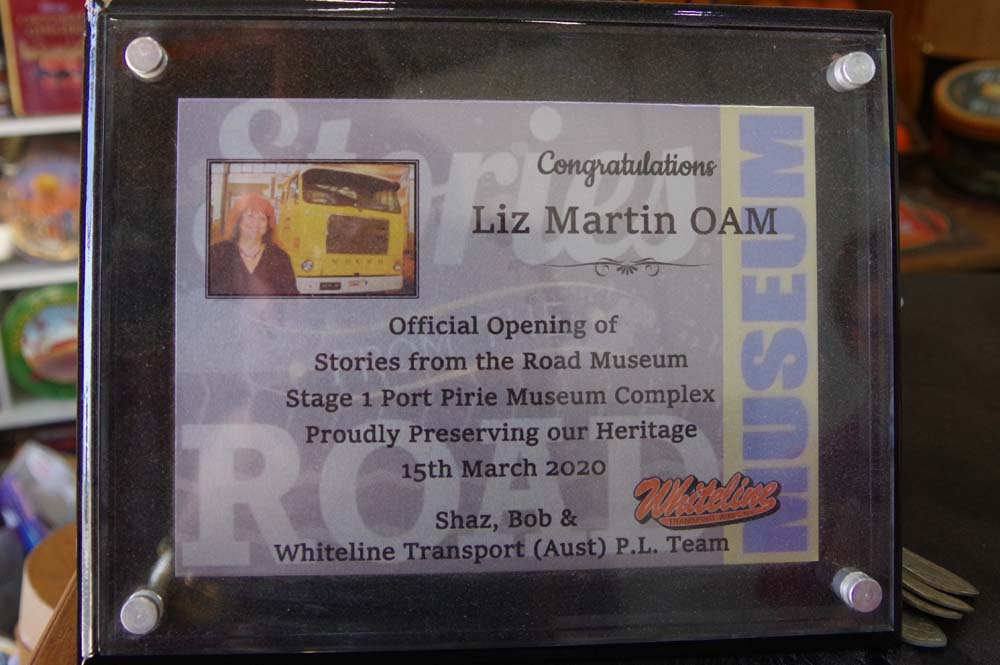 Stories
Congratulations
Liz Martin OAM
MUSEUM
VOLVO
Official Opening of
Stories from the Road Museum
Stage 1 Port Pirie Museum Complex
Proudly Preserving our Heritage
15th March 2020
ROAD
Whiteline
Shaz, Bob &
Whiteline Transport (Aust) P.L. Team